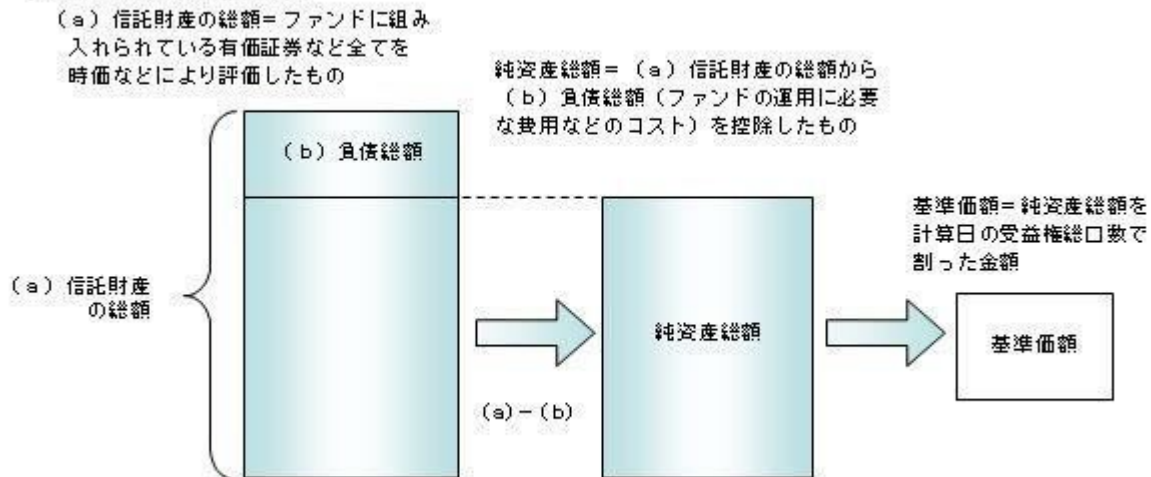 (a)信託財産の総額=ファンドに組み
入れられている有価証券など全てを
時価などにより評価したもの
純資産総額=(a)信託財産の総額から
(b)負債総額(ファンドの運用に必要
な費用などのコスト)を控除したもの
(b)負債総額
基準価額=純資産総額を
計算日の受益権総口数で
割った金額
(a)信託財産
の総額
純資産総額
基準価額
(a)-(b)